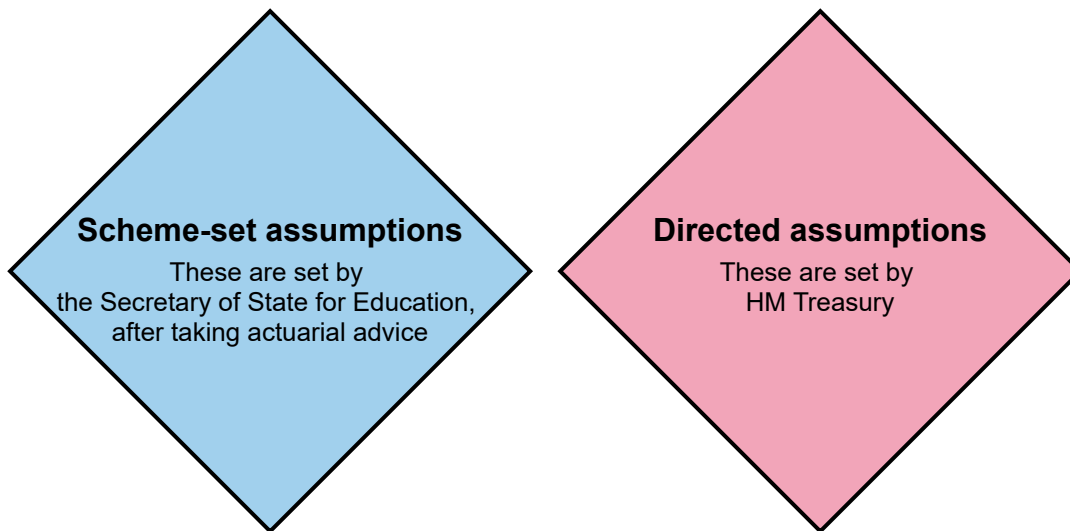 Scheme-set assumptions
These are set by
the Secretary of State for Education,
after taking actuarial advice
Directed assumptions
These are set by
HM Treasury